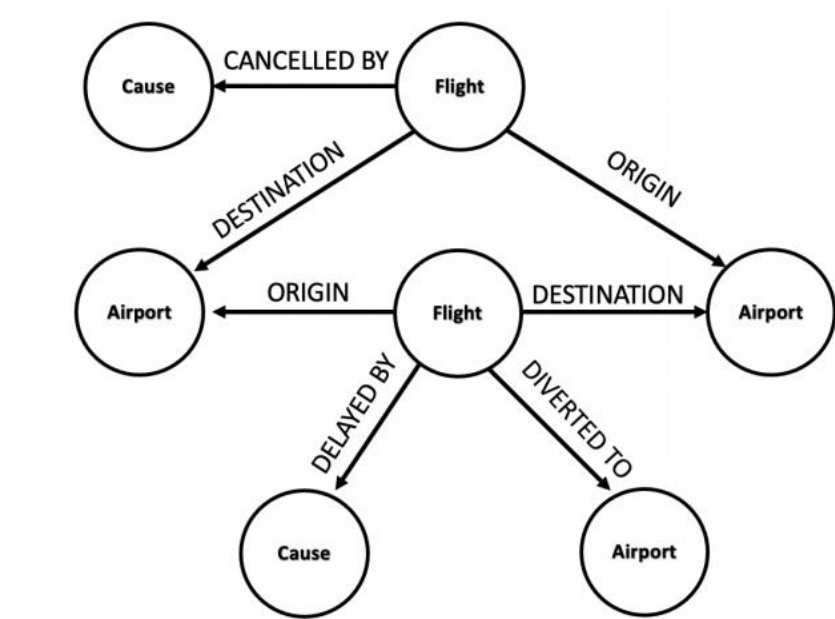 CANCELLED BY
Cause
Flight
DESTINATION
ORIGIN
Airport
ORIGIN
Flight
DESTINATION
Airport
DELAYED BY
DIVERTED TO
Cause
Airport